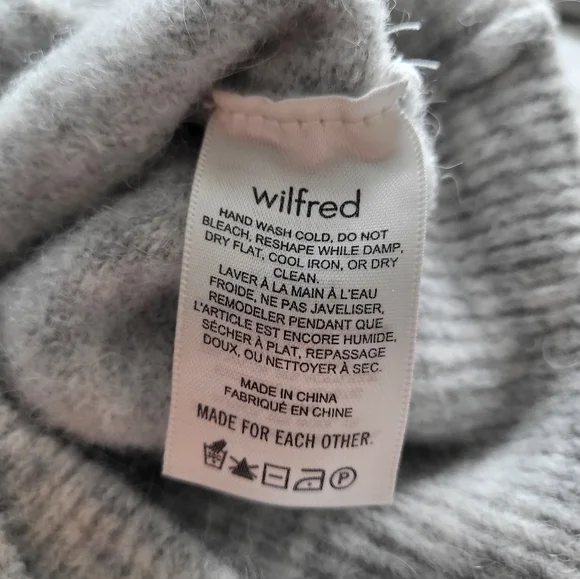 wilfred
HAND WASH COLD, DO NOT
BLEACH, RESHAPE WHILE DAMP,
DRY FLAT, COOL IRON, OR DRY
CLEAN.
LAVER À LA MAIN À L'EAU
FROIDE, NE PAS JAVELISER,
REMODELER PENDANT QUE
L'ARTICLE EST ENCORE HUMIDE,
SÉCHER À PLAT, REPASSAGE
DOUX, OU NETTOYER À SEC.
MADE IN CHINA
FABRIQUÉ EN CHINE
MADE FOR EACH OTHER.
P